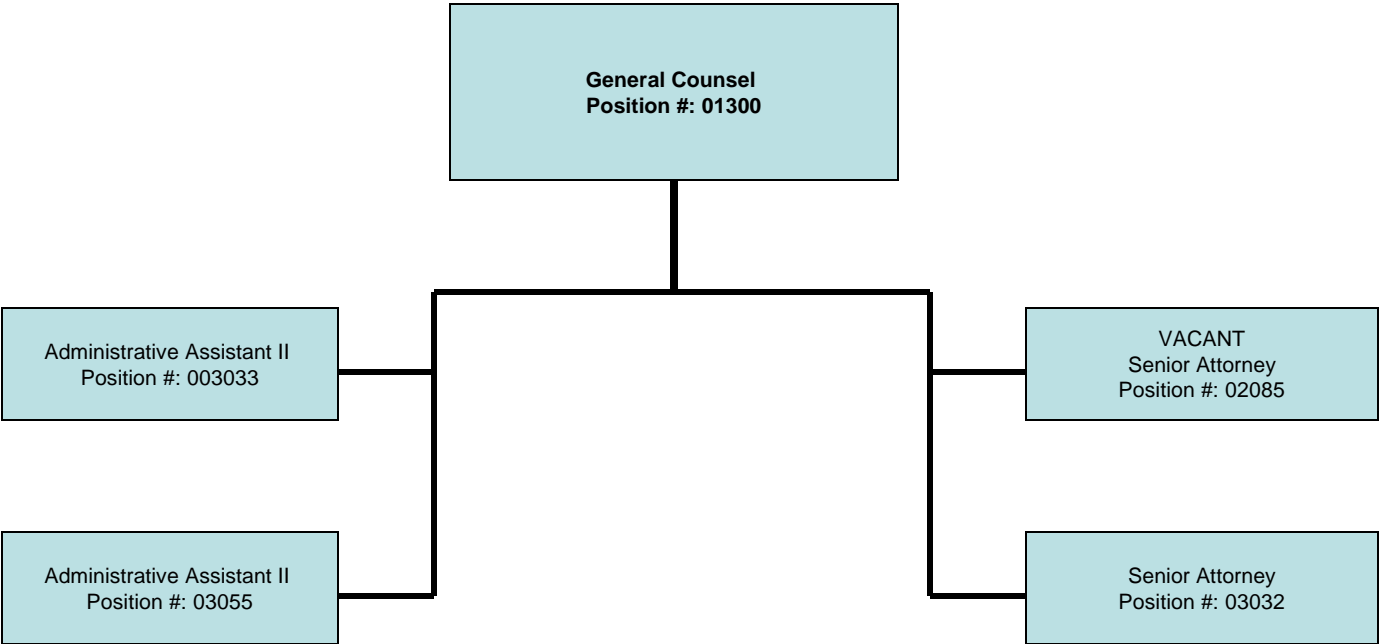 General Counsel
Position #: 01300
Administrative Assistant II
Position #: 003033
VACANT
Senior Attorney
Position #: 02085
Administrative Assistant II
Position #: 03055
Senior Attorney
Position #: 03032